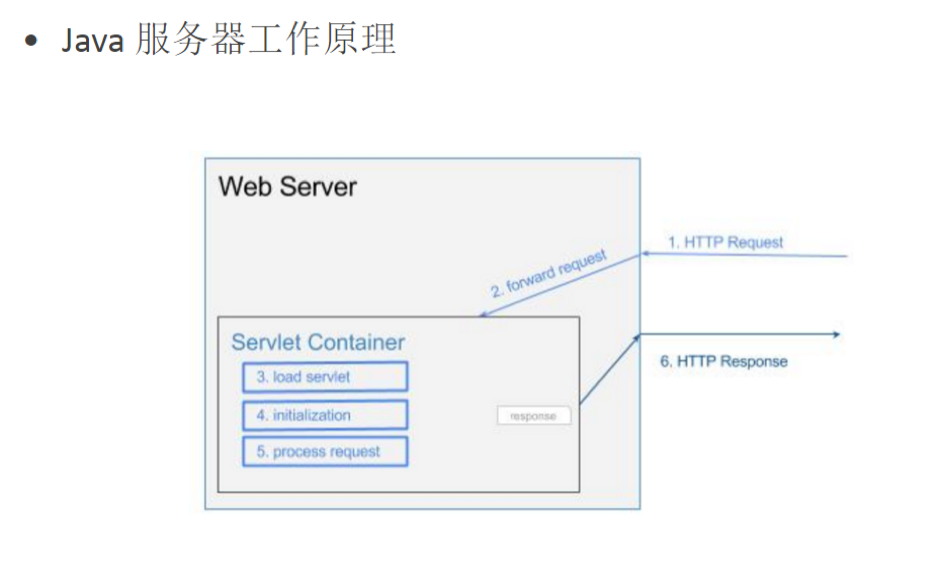 • Java 服务器工作原理
Web Server
1. HTTP Request
2. forward request
Servlet Container
3. load servlet
4. initialization
5. process request
response
6. HTTP Response